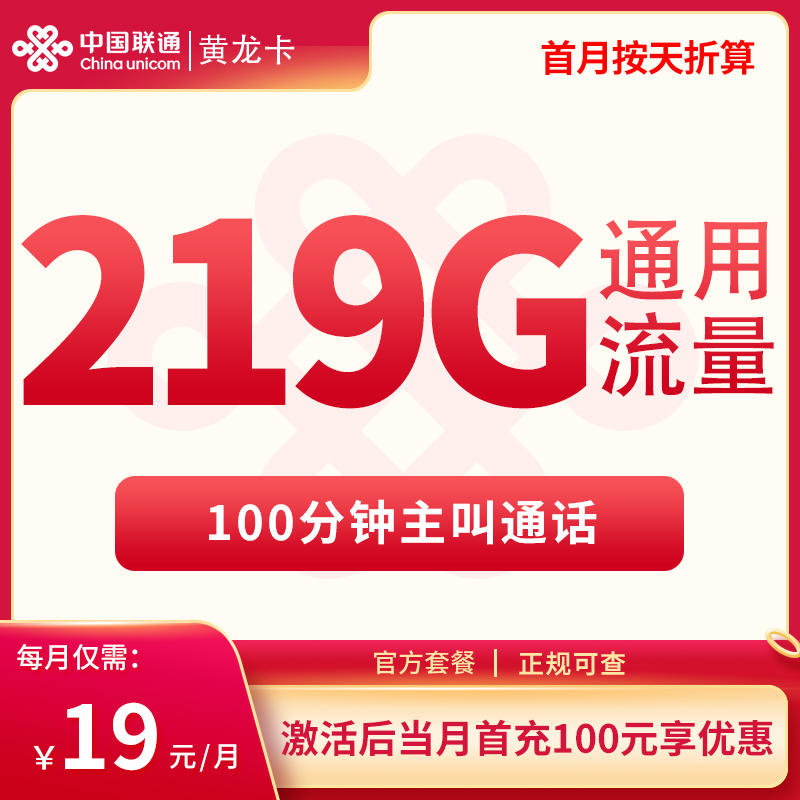 中国联通
China unicom
黄龙卡
首月按天折算
219G
通用
流量
100分钟主叫通话
每月仅需：
¥19元/月
官方套餐 | 正规可查
激活后当月首充100元享优惠